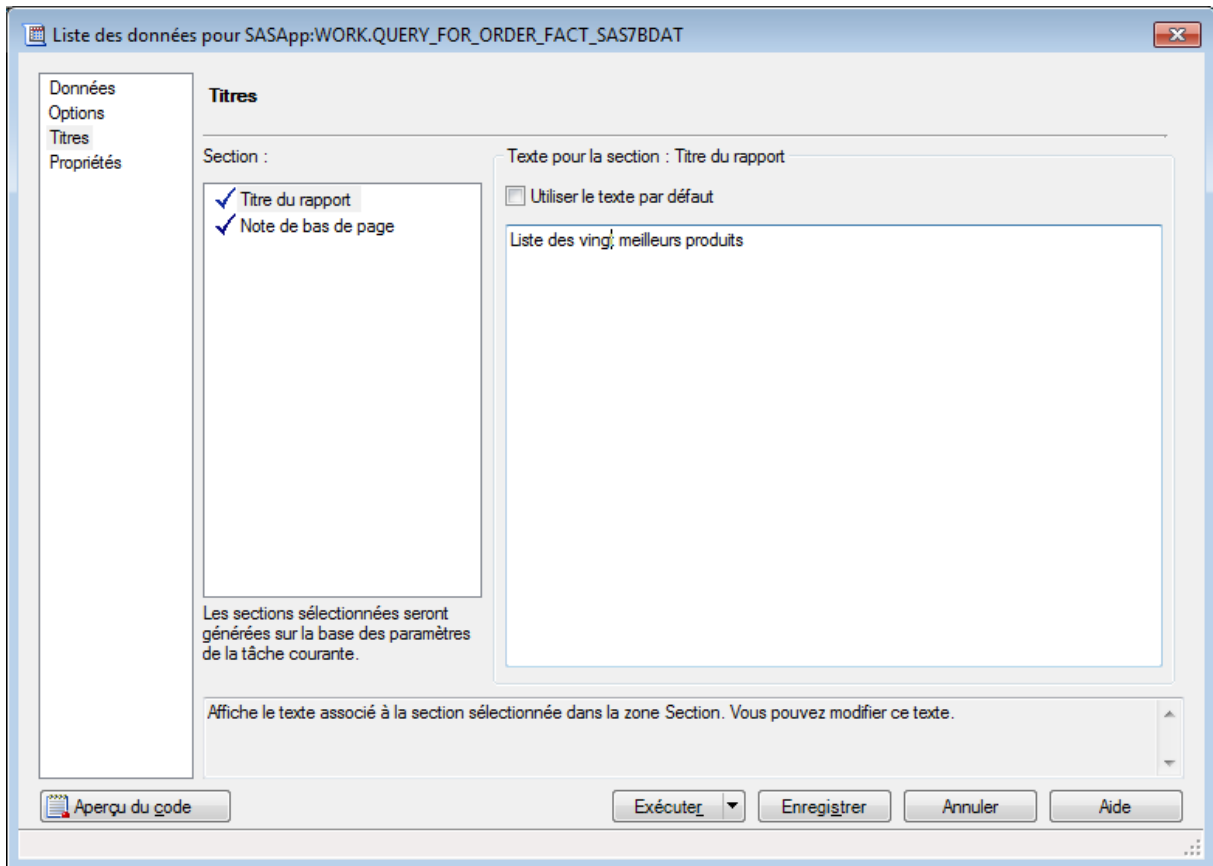 Liste des données pour SASApp:WORK.QUERY_FOR_ORDER_FACT_SAS7BDAT
Données
Options
Titres
Propriétés
Titres
Section :
Titre du rapport
Note de bas de page
Les sections sélectionnées seront
générées sur la base des paramètres
de la tâche courante.
Texte pour la section : Titre du rapport
Utiliser le texte par défaut
Liste des vingt meilleurs produits
Affiche le texte associé à la section sélectionnée dans la zone Section. Vous pouvez modifier ce texte.
Aperçu du code
Exécuter
Enregistrer
Annuler
Aide